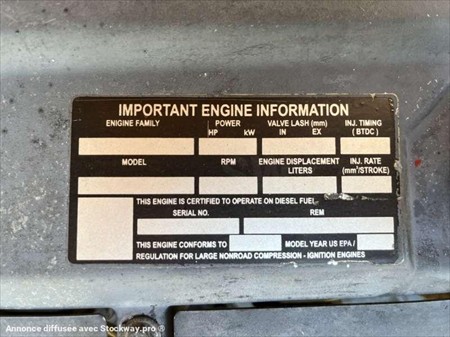 IMPORTANT ENGINE INFORMATION
ENIGINE FAMILY POWER VALVE LASH (mm) INJ. TIMING
HP kW IN EX ( BTDC )
MODEL RPM ENGINE DISPLACEMENT INJ. RATE
LITERS (mm³/STROKE)
THIS ENGINE IS CERTIFIED TO OPERATE ON DIESEL FUEL
SERIAL NO. REM
THIS ENGINE CONFORMS TO MODEL YEAR US EPA /
REGULATION FOR LARGE NONROAD COMPRESSION - IGNITION ENGINES
Annonce diffusée avec Stockway.pro ®